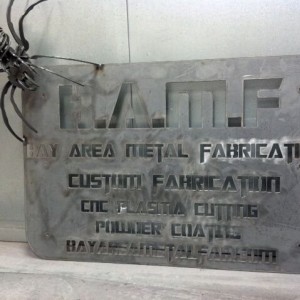 B.A.M.F
BAY AREA METAL FABRICATI
CUSTOM FABRICATION
CNC PLASMA CUTTING
POWDER COATING
BAYAREAMETALFAB.COM